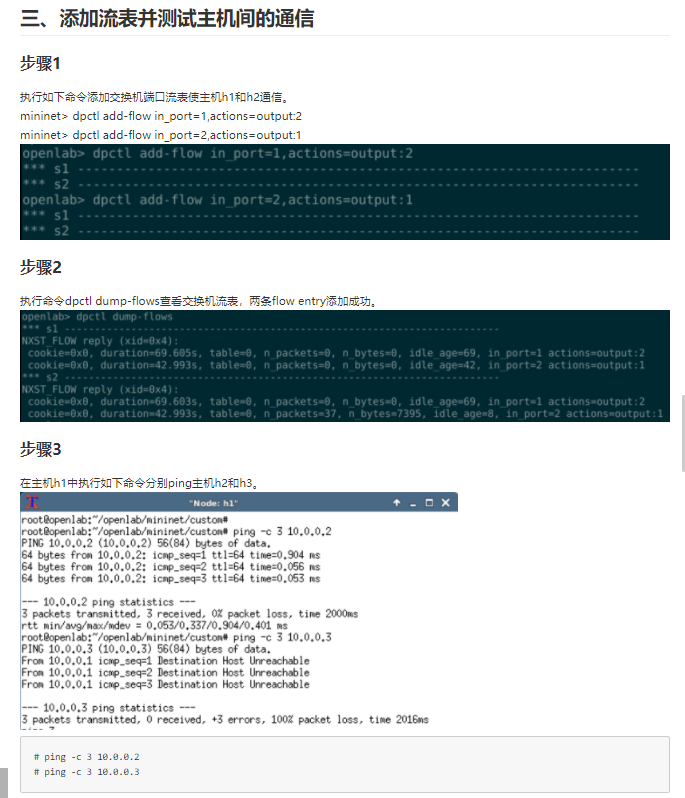 三、添加流表并测试主机间的通信
步骤1
执行如下命令添加交换机端口流表使主机h1和h2通信。
mininet> dpctl add-flow in_port=1,actions=output:2
mininet> dpctl add-flow in_port=2,actions=output:1
openlab> dpctl add-flow in_port=1,actions=output:2
*** s1 ------------------------------------------------------------------------
*** s2 ------------------------------------------------------------------------
openlab> dpctl add-flow in_port=2,actions=output:1
*** s1 ------------------------------------------------------------------------
*** s2 ------------------------------------------------------------------------
步骤2
执行命令dpctl dump-flows查看交换机流表，两条flow entry添加成功。
openlab> dpctl dump-flows
*** s1 ------------------------------------------------------------------------
NXST_FLOW reply (xid=0x4):
cookie=0x0, duration=69.605s, table=0, n_packets=0, n_bytes=0, idle_age=69, in_port=1 actions=output:2
cookie=0x0, duration=42.993s, table=0, n_packets=0, n_bytes=0, idle_age=42, in_port=2 actions=output:1
*** s2 ------------------------------------------------------------------------
NXST_FLOW reply (xid=0x4):
cookie=0x0, duration=69.603s, table=0, n_packets=0, n_bytes=0, idle_age=69, in_port=1 actions=output:2
cookie=0x0, duration=42.993s, table=0, n_packets=37, n_bytes=7395, idle_age=8, in_port=2 actions=output:1
步骤3
在主机h1中执行如下命令分别ping主机h2和h3。
"Node: h1"
root@openlab:~/openlab/mininet/custom#
root@openlab:~/openlab/mininet/custom# ping -c 3 10.0.0.2
PING 10.0.0.2 (10.0.0.2) 56(84) bytes of data.
64 bytes from 10.0.0.2: icmp_seq=1 ttl=64 time=0.904 ms
64 bytes from 10.0.0.2: icmp_seq=2 ttl=64 time=0.056 ms
64 bytes from 10.0.0.2: icmp_seq=3 ttl=64 time=0.053 ms
--- 10.0.0.2 ping statistics ---
3 packets transmitted, 3 received, 0% packet loss, time 2000ms
rtt min/avg/max/mdev = 0.053/0.337/0.904/0.401 ms
root@openlab:~/openlab/mininet/custom# ping -c 3 10.0.0.3
PING 10.0.0.3 (10.0.0.3) 56(84) bytes of data.
From 10.0.0.1 icmp_seq=1 Destination Host Unreachable
From 10.0.0.1 icmp_seq=2 Destination Host Unreachable
From 10.0.0.1 icmp_seq=3 Destination Host Unreachable
--- 10.0.0.3 ping statistics ---
3 packets transmitted, 0 received, +3 errors, 100% packet loss, time 2016ms
# ping -c 3 10.0.0.2
# ping -c 3 10.0.0.3